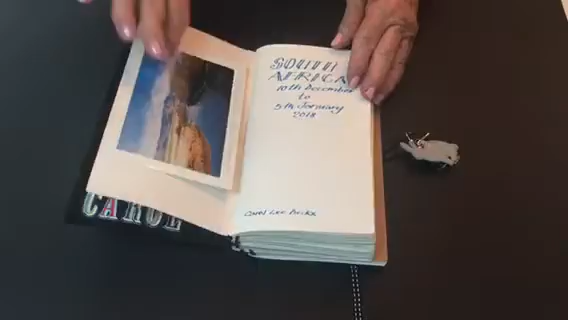 CAROL
SOUTH
AFRICA
10th December
to
5th January
2018